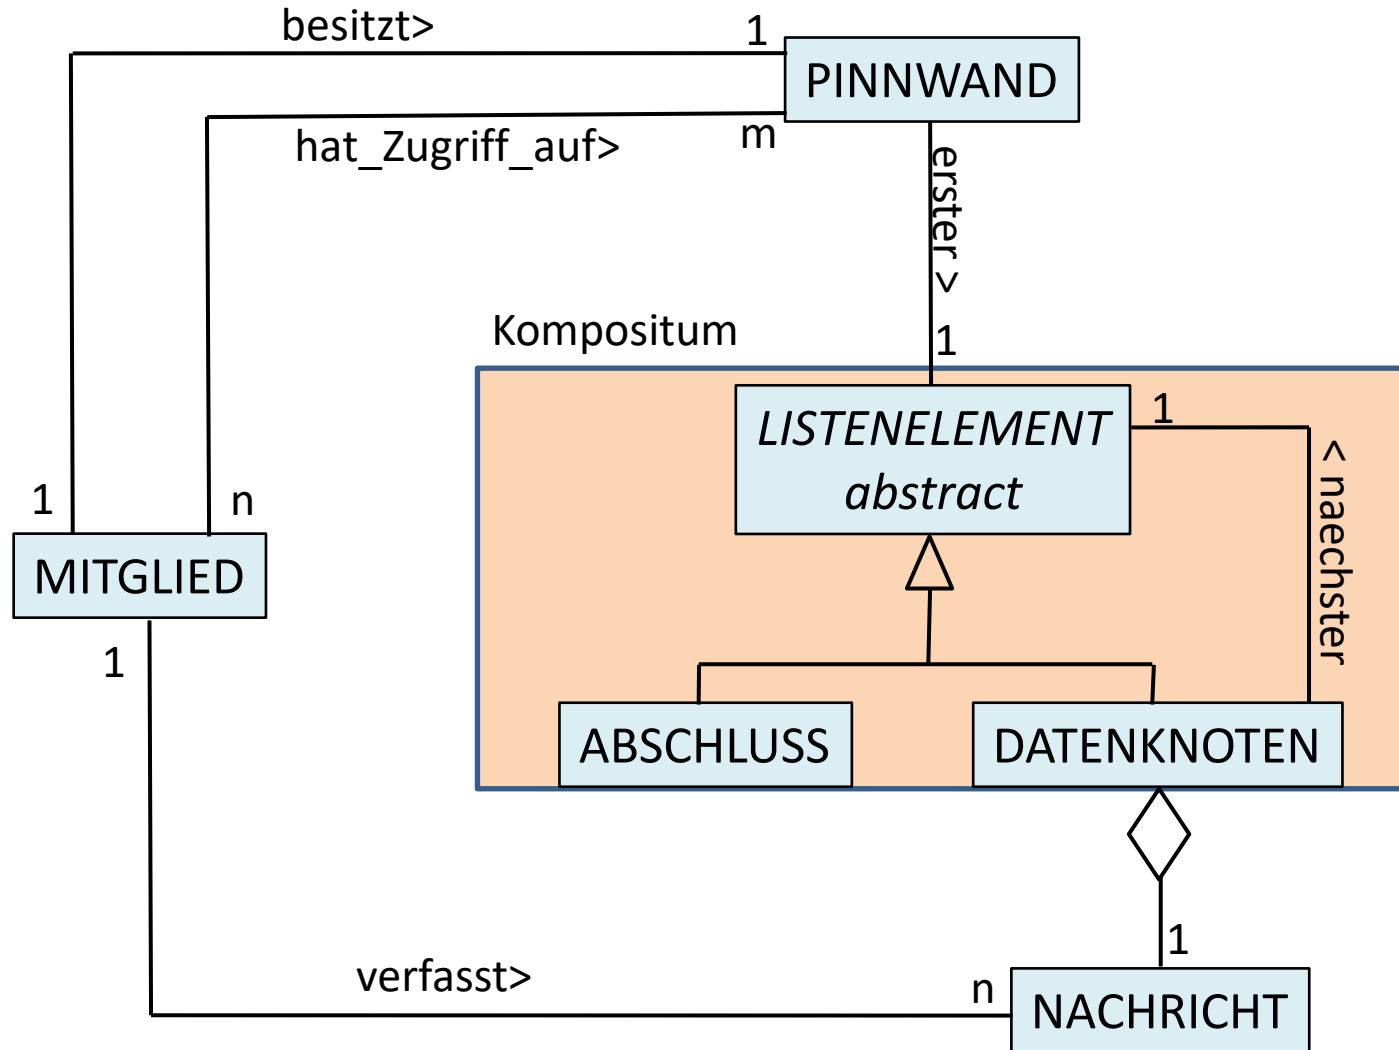 besitzt>
1
PINNWAND
hat_Zugriff_auf>
m
erster >
Kompositum
1
LISTENELEMENT
abstract
1
< naechster
1
n
MITGLIED
1
ABSCHLUSS
DATENKNOTEN
1
verfasst>
n
NACHRICHT